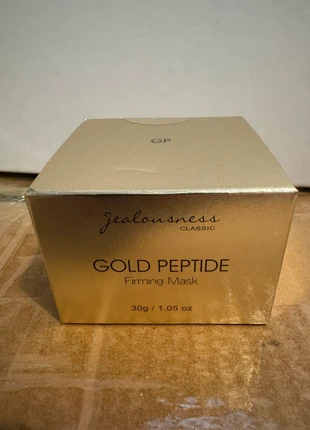 GP
jealousness
CLASSIC
GOLD PEPTIDE
Firming Mask
30g / 1.05 oz